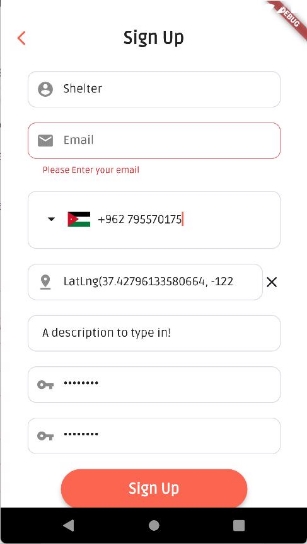 DEBUG
Sign Up
Shelter
Email
Please Enter your email
+962 795570175
LatLng(37.42796133580664, -122
A description to type in!
••••••••
••••••••
Sign Up